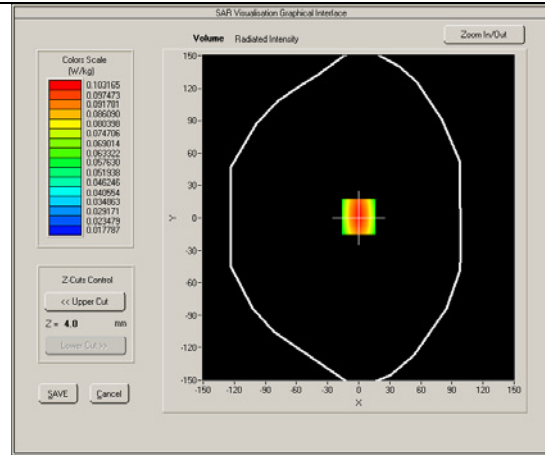 SAR Visualisation Graphical Interface
Volume Radiated Intensity
Zoom In/Out
Colors Scale
(W/kg)
0.103165
0.097473
0.091781
0.086090
0.080398
0.074706
0.069014
0.063322
0.057630
0.051938
0.046246
0.040554
0.034863
0.029171
0.023479
0.017787
Z-Cuts Control
<< Upper Cut
Z = 4.0 mm
Lower Cut >>
SAVE Cancel
150
120
90
60
30
Y 0
-30
-60
-90
-120
-150
-150 -120 -90 -60 -30 0 30 60 90 120 150
X